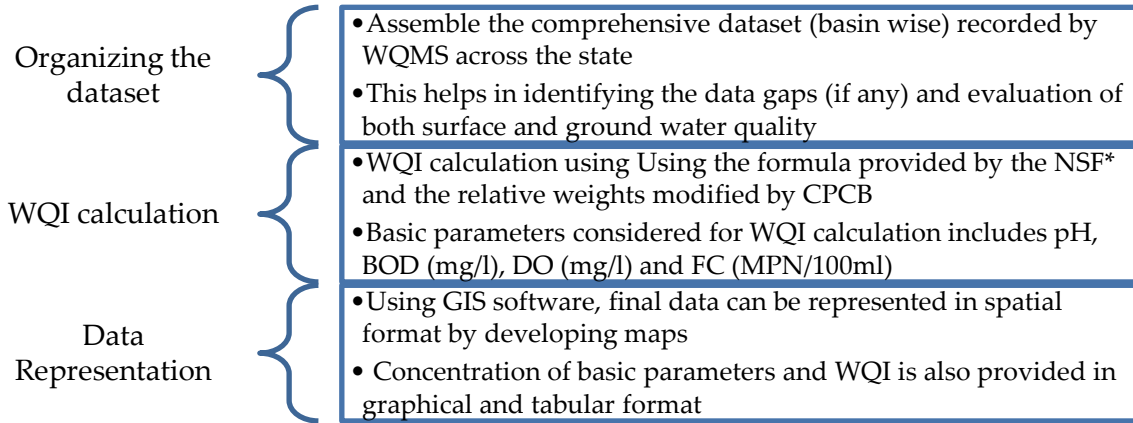 Organizing the
dataset
•Assemble the comprehensive dataset (basin wise) recorded by
WQMS across the state
•This helps in identifying the data gaps (if any) and evaluation of
both surface and ground water quality
WQI calculation
•WQI calculation using Using the formula provided by the NSF*
and the relative weights modified by CPCB
•Basic parameters considered for WQI calculation includes pH,
BOD (mg/l), DO (mg/l) and FC (MPN/100ml)
Data
Representation
•Using GIS software, final data can be represented in spatial
format by developing maps
• Concentration of basic parameters and WQI is also provided in
graphical and tabular format